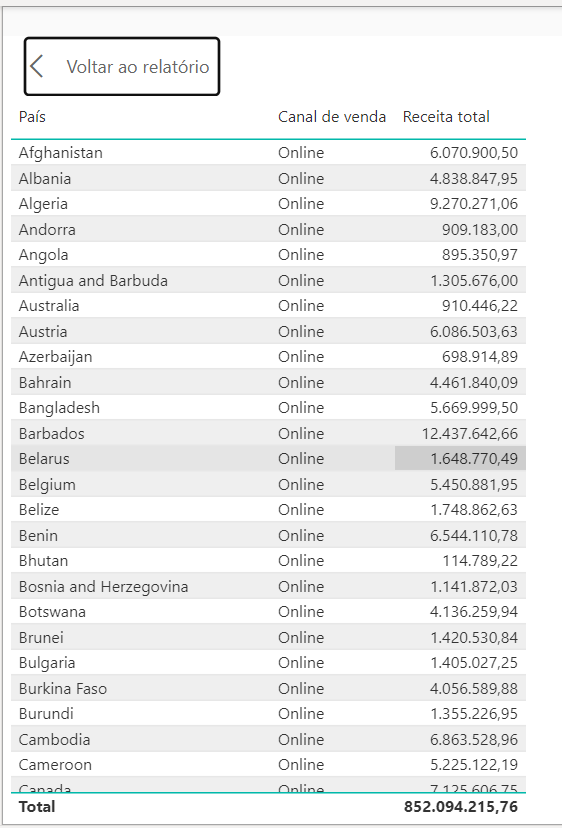 Voltar ao relatório
País Canal de venda Receita total
Afghanistan Online 6.070.900,50
Albania Online 4.838.847,95
Algeria Online 9.270.271,06
Andorra Online 909.183,00
Angola Online 895.350,97
Antigua and Barbuda Online 1.305.676,00
Australia Online 910.446,22
Austria Online 6.086.503,63
Azerbaijan Online 698.914,89
Bahrain Online 4.461.840,09
Bangladesh Online 5.669.999,50
Barbados Online 12.437.642,66
Belarus Online 1.648.770,49
Belgium Online 5.450.881,95
Belize Online 1.748.862,63
Benin Online 6.544.110,78
Bhutan Online 114.789,22
Bosnia and Herzegovina Online 1.141.872,03
Botswana Online 4.136.259,94
Brunei Online 1.420.530,84
Bulgaria Online 1.405.027,25
Burkina Faso Online 4.056.589,88
Burundi Online 1.355.226,95
Cambodia Online 6.863.528,96
Cameroon Online 5.225.122,19
Canada Online 7.125.606,75
Total 852.094.215,76